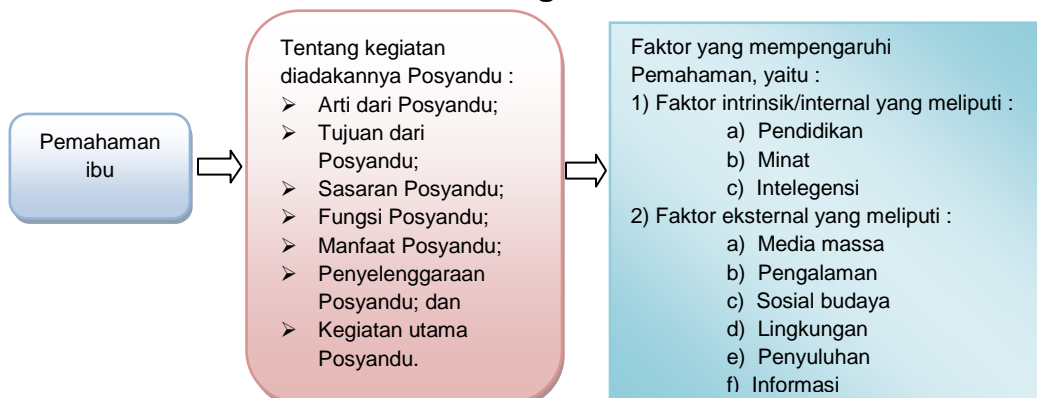 Pemahaman
ibu
Tentang kegiatan
diadakannya Posyandu :
➢ Arti dari Posyandu;
➢ Tujuan dari
Posyandu;
➢ Sasaran Posyandu;
➢ Fungsi Posyandu;
➢ Manfaat Posyandu;
➢ Penyelenggaraan
Posyandu; dan
➢ Kegiatan utama
Posyandu.
Faktor yang mempengaruhi
Pemahaman, yaitu :
1) Faktor intrinsik/internal yang meliputi :
a) Pendidikan
b) Minat
c) Intelegensi
2) Faktor eksternal yang meliputi :
a) Media massa
b) Pengalaman
c) Sosial budaya
d) Lingkungan
e) Penyuluhan
f) Informasi